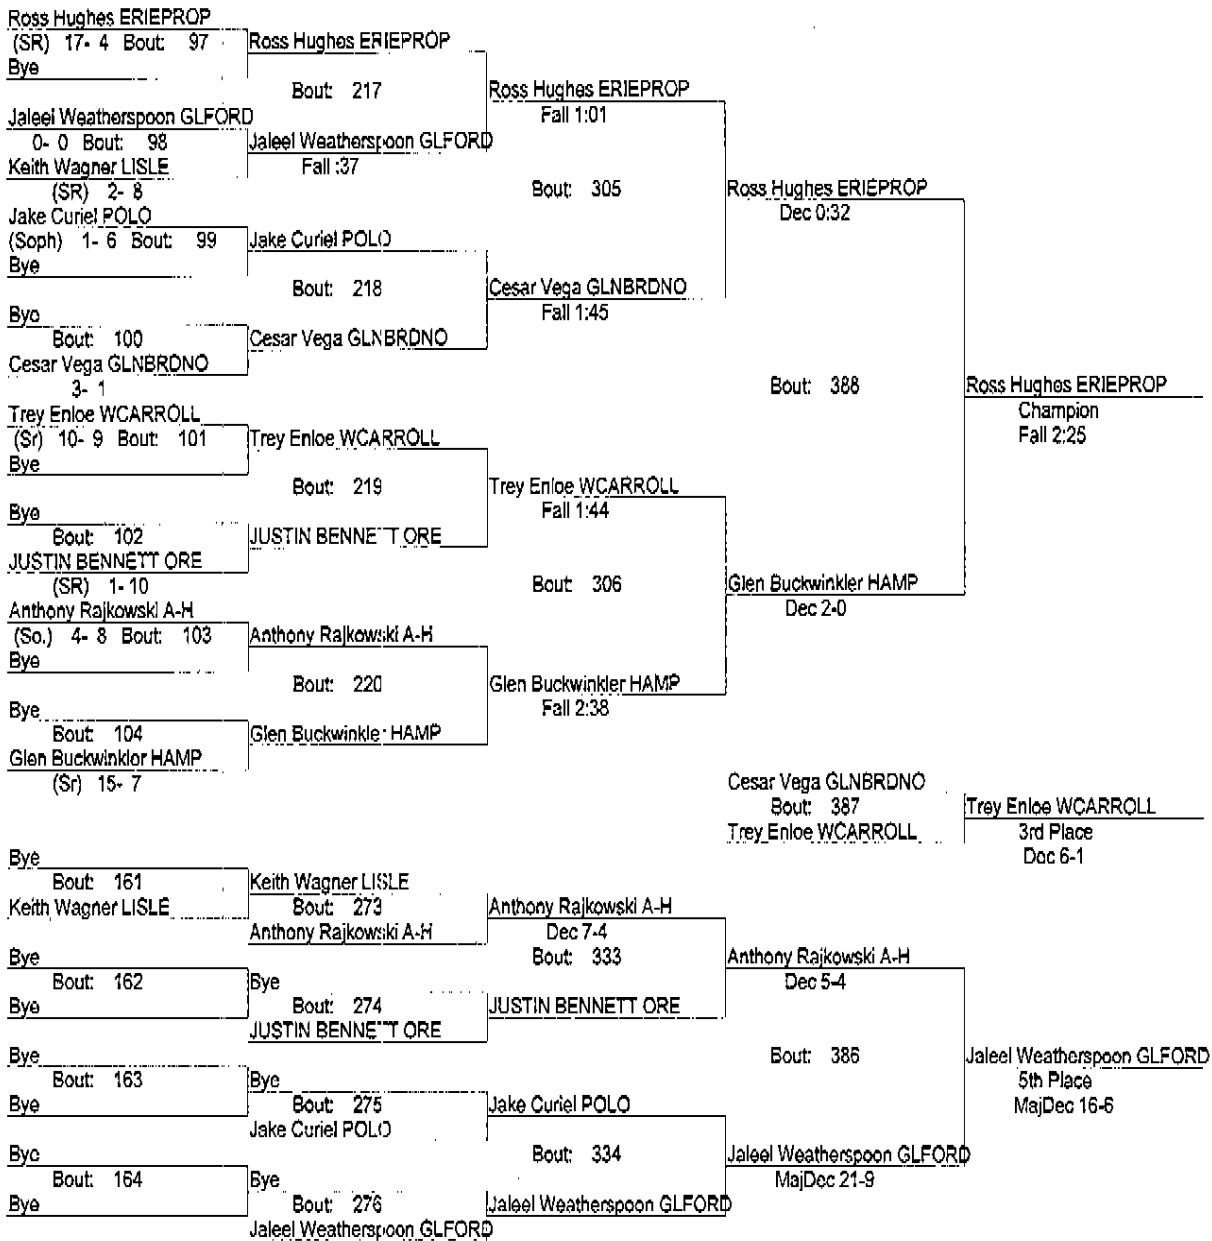 Ross Hughes ERIEPROP
(SR) 17- 4 Bout: 97
Bye
Ross Hughes ERIEPROP
Bout: 217
Jaleel Weatherspoon GLFORD
0- 0 Bout: 98
Keith Wagner LISLE
(SR) 2- 8
Jaleel Weatherspoon GLFORD
Fall :37
Ross Hughes ERIEPROP
Fall 1:01
Bout: 305
Jake Curiel POLO
(Soph) 1- 6 Bout: 99
Bye
Jake Curiel POLO
Bout: 218
Bye
Bout: 100
Cesar Vega GLNBRDNO
3- 1
Cesar Vega GLNBRDNO
Cesar Vega GLNBRDNO
Fall 1:45
Ross Hughes ERIEPROP
Dec 0:32
Bout: 388
Trey Enloe WCARROLL
(Sr) 10- 9 Bout: 101
Bye
Trey Enloe WCARROLL
Bout: 219
Bye
Bout: 102
JUSTIN BENNETT ORE
(SR) 1- 10
JUSTIN BENNETT ORE
Trey Enloe WCARROLL
Fall 1:44
Bout: 306
Anthony Rajkowski A-H
(So.) 4- 8 Bout: 103
Bye
Anthony Rajkowski A-H
Bout: 220
Bye
Bout: 104
Glen Buckwinkler HAMP
(Sr) 15- 7
Glen Buckwinkler HAMP
Glen Buckwinkler HAMP
Fall 2:38
Glen Buckwinkler HAMP
Dec 2-0
Ross Hughes ERIEPROP
Champion
Fall 2:25
Cesar Vega GLNBRDNO
Bout: 387
Trey Enloe WCARROLL
Trey Enloe WCARROLL
3rd Place
Dec 6-1
Bye
Bout: 161
Keith Wagner LISLE
Keith Wagner LISLE
Bout: 273
Anthony Rajkowski A-H
Anthony Rajkowski A-H
Dec 7-4
Bout: 333
Bye
Bout: 162
Bye
Bye
Bout: 274
JUSTIN BENNETT ORE
JUSTIN BENNETT ORE
Anthony Rajkowski A-H
Dec 5-4
Bout: 386
Bye
Bout: 163
Bye
Bye
Bout: 275
Jake Curiel POLO
Jake Curiel POLO
Bout: 334
Bye
Bout: 164
Bye
Bye
Bout: 276
Jaleel Weatherspoon GLFORD
Jaleel Weatherspoon GLFORD
Jaleel Weatherspoon GLFORD
MajDec 21-9
Jaleel Weatherspoon GLFORD
5th Place
MajDec 16-6